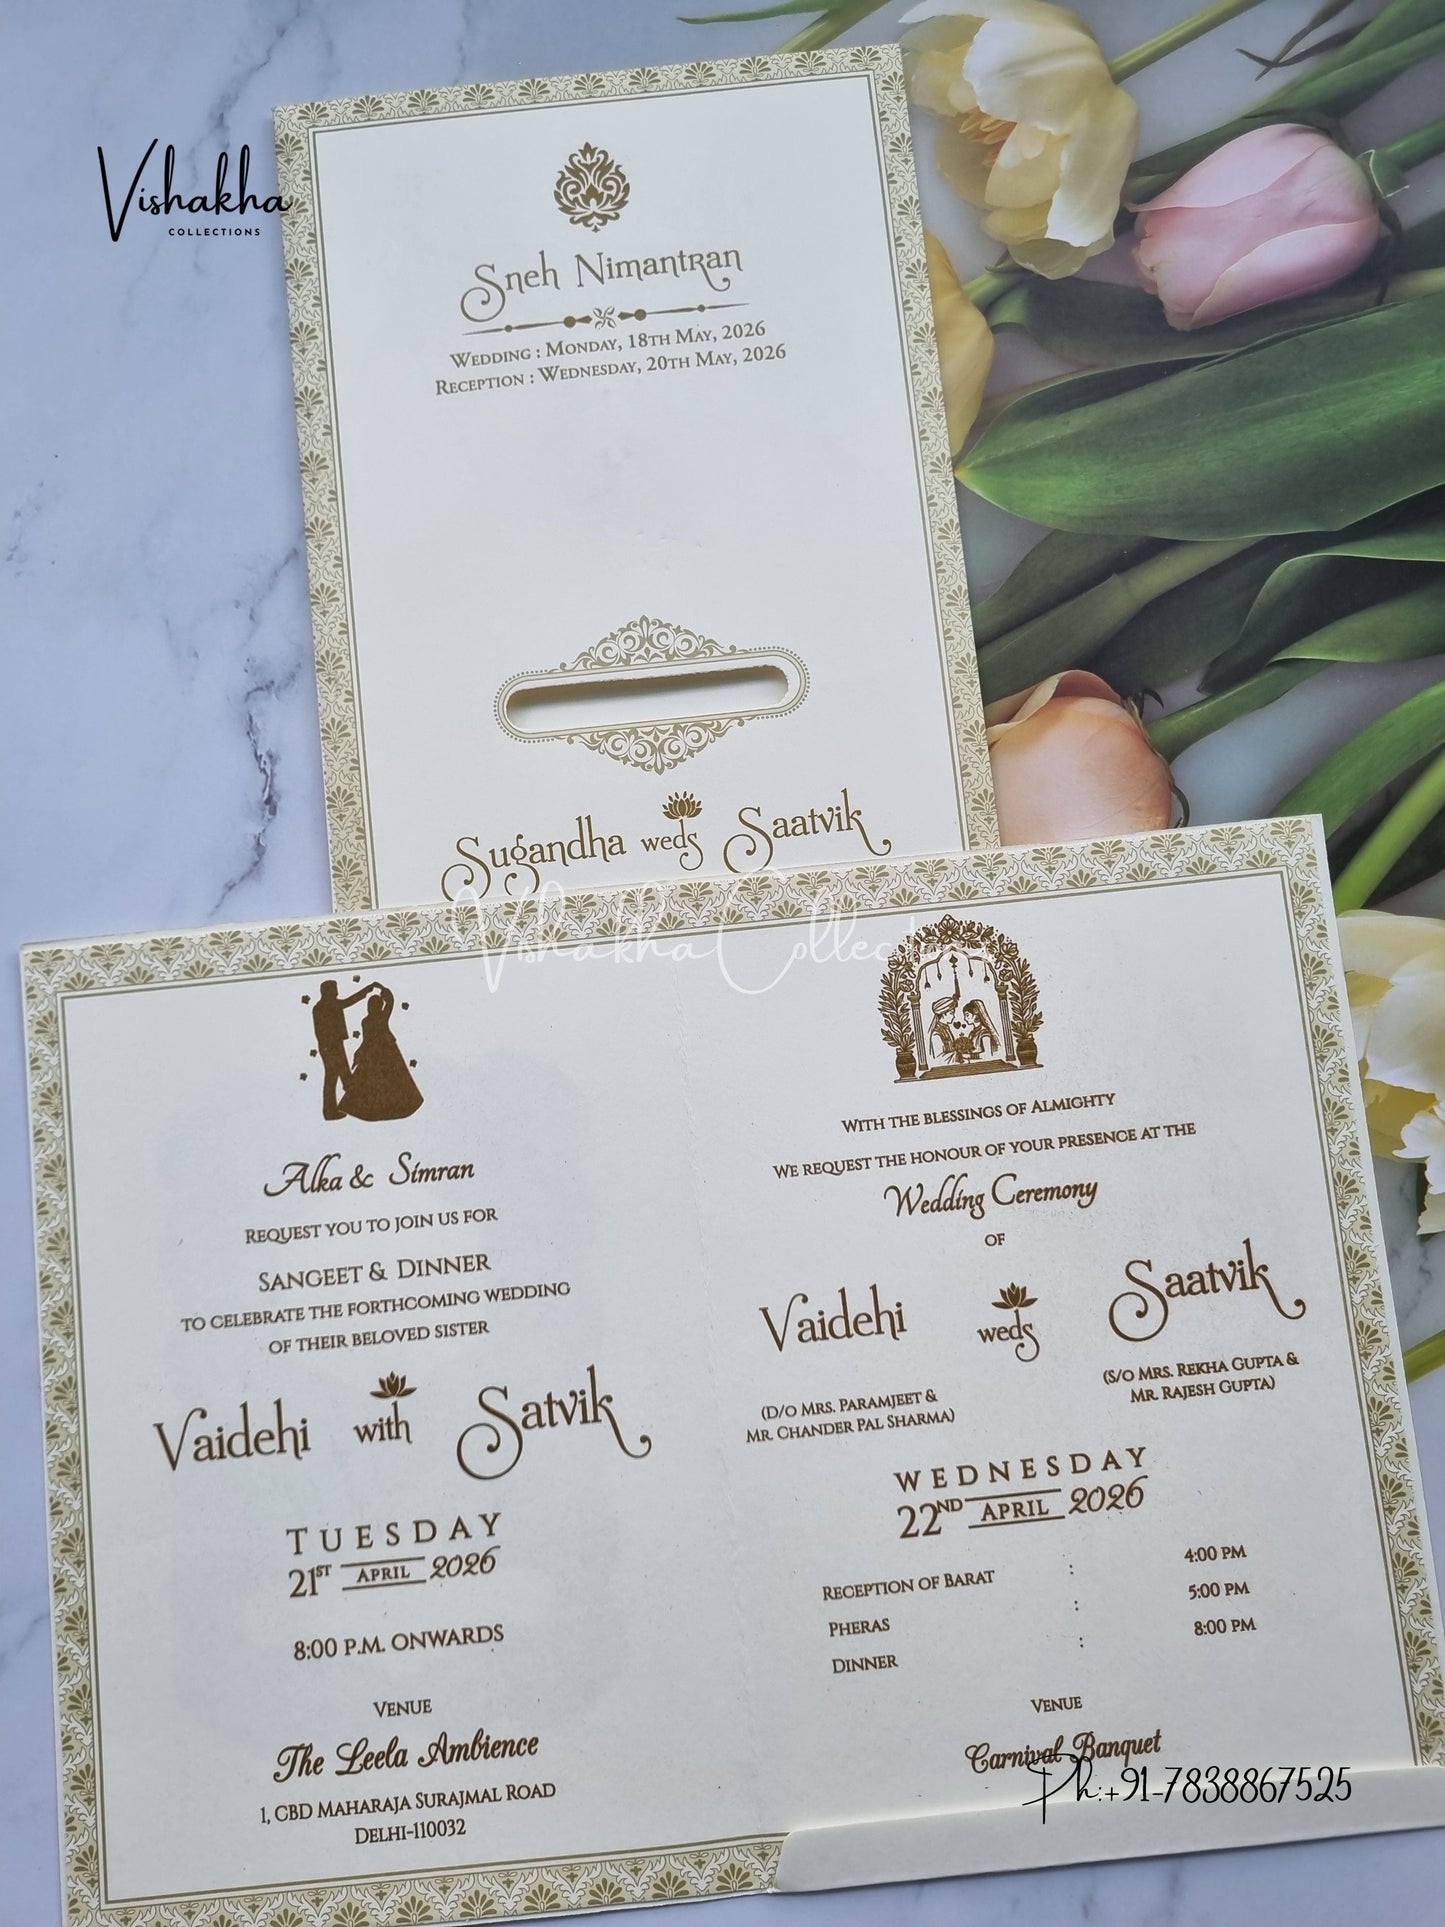 Vishakha
COLLECTIONS
Sneh Nimantran
WEDDING : MONDAY, 18TH MAY, 2026
RECEPTION : WEDNESDAY, 20TH MAY, 2026
Sugandha weds Saatvik
Vishakha Collections
Alka & Simran
REQUEST YOU TO JOIN US FOR
SANGEET & DINNER
TO CELEBRATE THE FORTHCOMING WEDDING
OF THEIR BELOVED SISTER
Vaidehi with Satvik
TUESDAY
21ST APRIL 2026
8:00 P.M. ONWARDS
VENUE
The Leela Ambience
1, CBD MAHARAJA SURAJMAL ROAD
DELHI-110032
WITH THE BLESSINGS OF ALMIGHTY
WE REQUEST THE HONOUR OF YOUR PRESENCE AT THE
Wedding Ceremony
OF
Vaidehi weds Saatvik
(D/O MRS. PARAMJEET &
MR. CHANDER PAL SHARMA)
(S/O MRS. REKHA GUPTA &
MR. RAJESH GUPTA)
WEDNESDAY
22ND APRIL 2026
RECEPTION OF BARAT : 4:00 PM
PHERAS : 5:00 PM
DINNER : 8:00 PM
VENUE
Carnival Banquet
Ph:+91-7838867525